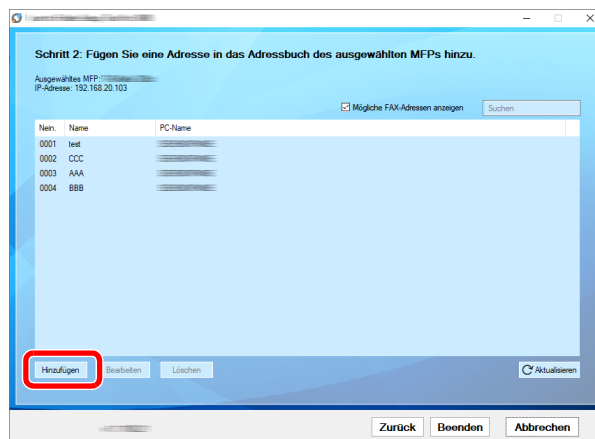 Schritt 2: Fügen Sie eine Adresse in das Adressbuch des ausgewählten MFPs hinzu.
Ausgewähltes MFP:
IP-Adresse: 192.168.20.103
Mögliche FAX-Adressen anzeigen Suchen
Nein. Name PC-Name
0001 test
0002 CCC
0003 AAA
0004 BBB
Hinzufügen Bearbeiten Löschen Aktualisieren
Zurück Beenden Abbrechen